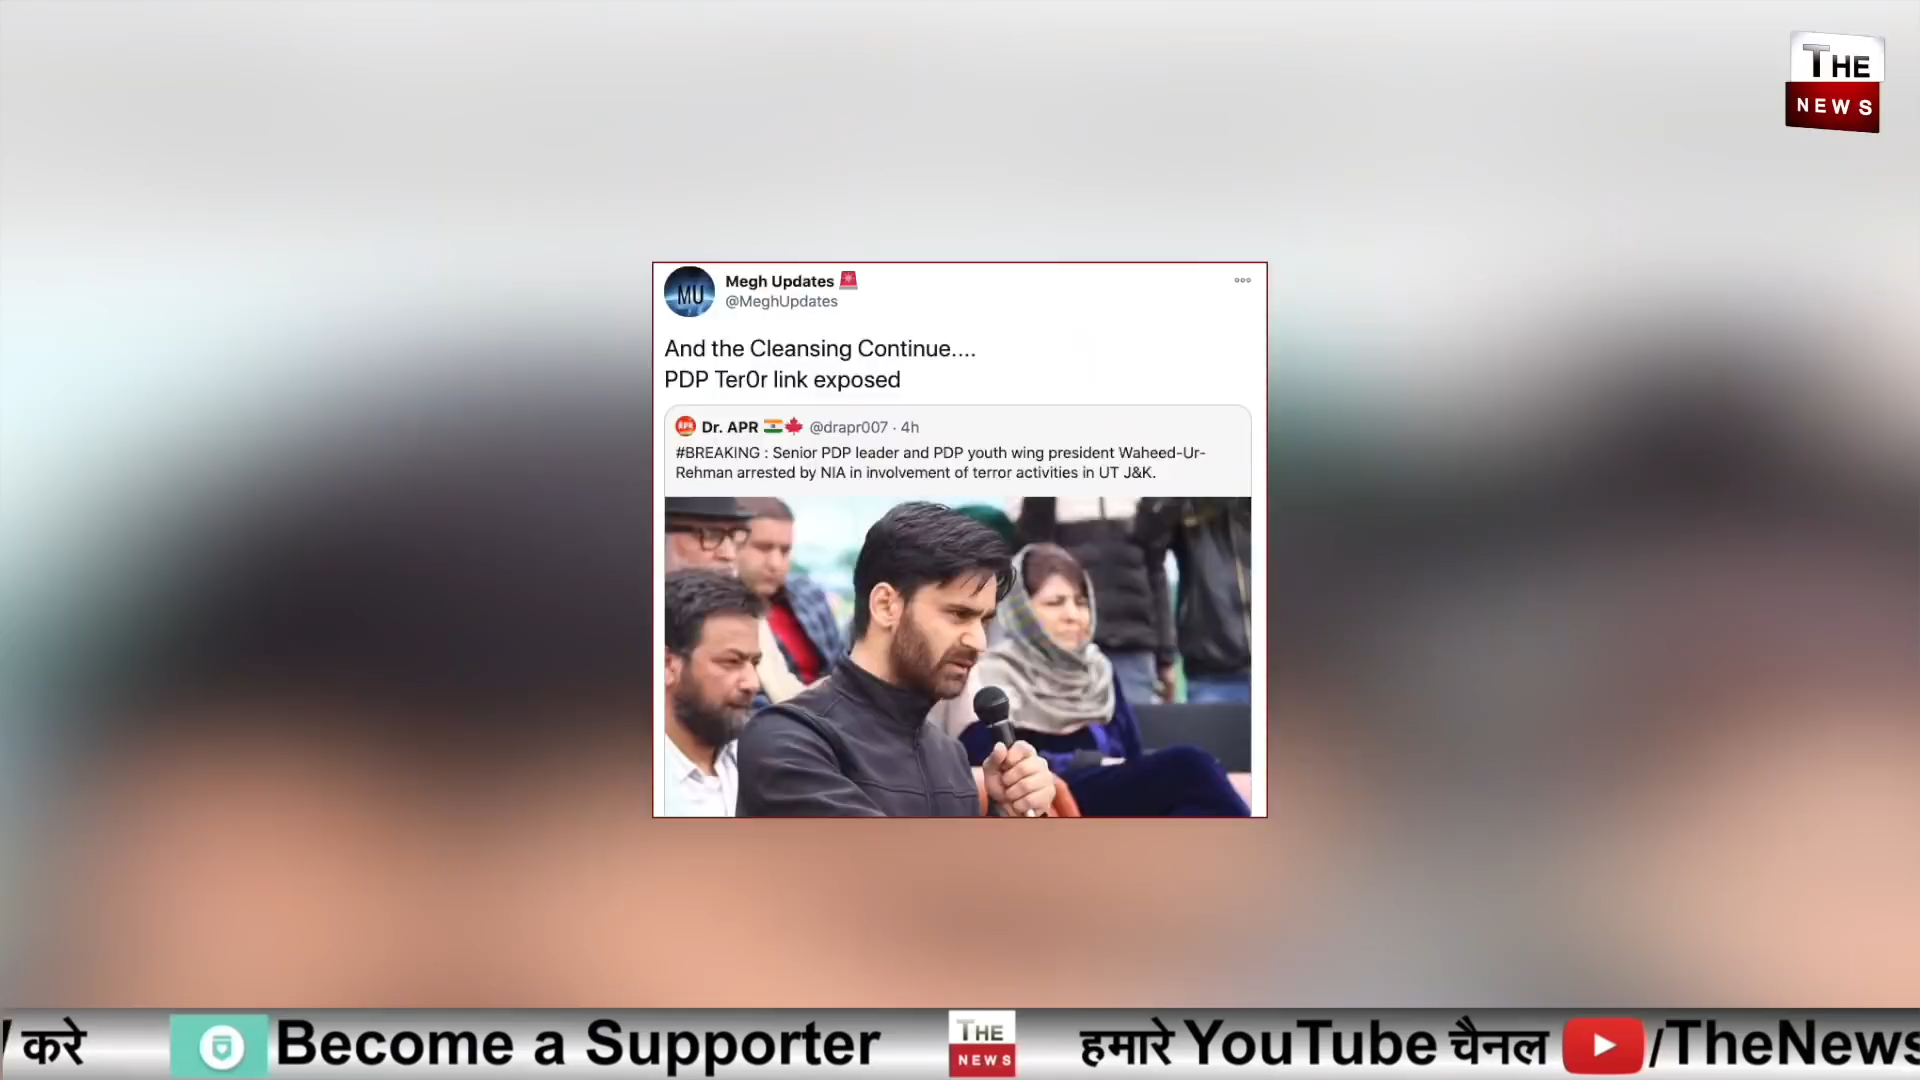 THE
NEWS
MU
Megh Updates
@MeghUpdates
And the Cleansing Continue....
PDP Ter0r link exposed
APR
Dr. APR @drapr007 · 4h
#BREAKING : Senior PDP leader and PDP youth wing president Waheed-Ur-
Rehman arrested by NIA in involvement of terror activities in UT J&K.
/ करे Become a Supporter THE NEWS हमारे YouTube चैनल /TheNews